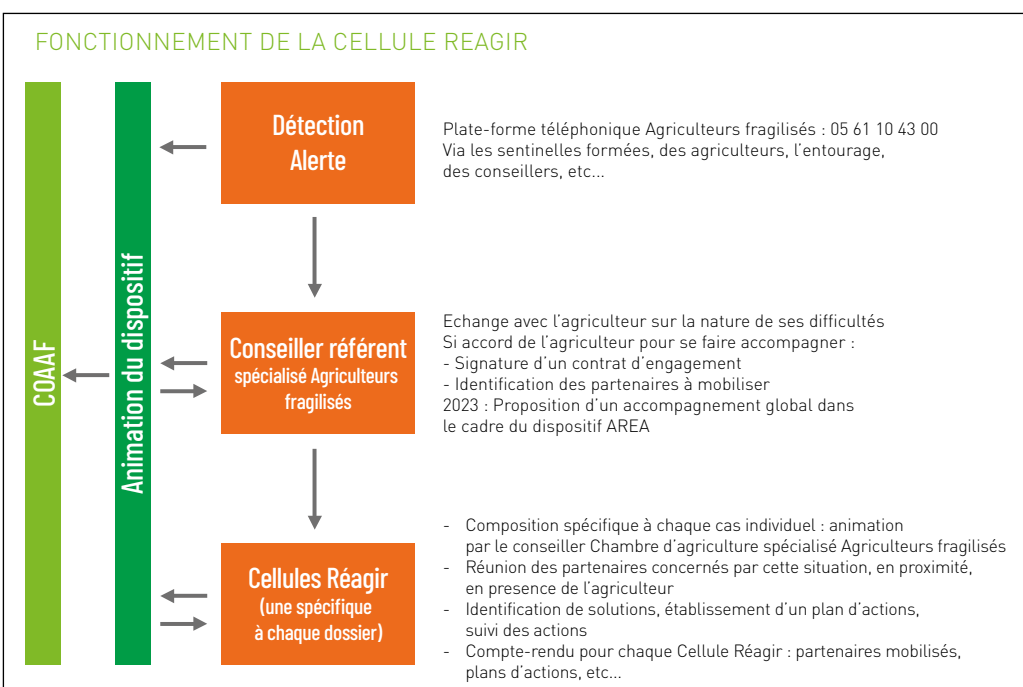 FONCTIONNEMENT DE LA CELLULE REAGIR
COAAF
Animation du dispositif
Détection
Alerte
Plate-forme téléphonique Agriculteurs fragilisés : 05 61 10 43 00
Via les sentinelles formées, des agriculteurs, l'entourage,
des conseillers, etc...
Conseiller référent
spécialisé Agriculteurs
fragilisés
Echange avec l'agriculteur sur la nature de ses difficultés
Si accord de l'agriculteur pour se faire accompagner :
- Signature d'un contrat d'engagement
- Identification des partenaires à mobiliser
2023 : Proposition d'un accompagnement global dans
le cadre du dispositif AREA
Cellules Réagir
(une spécifique
à chaque dossier)
- Composition spécifique à chaque cas individuel : animation
par le conseiller Chambre d'agriculture spécialisé Agriculteurs fragilisés
- Réunion des partenaires concernés par cette situation, en proximité,
en présence de l'agriculteur
- Identification de solutions, établissement d'un plan d'actions,
suivi des actions
- Compte-rendu pour chaque Cellule Réagir : partenaires mobilisés,
plans d'actions, etc...